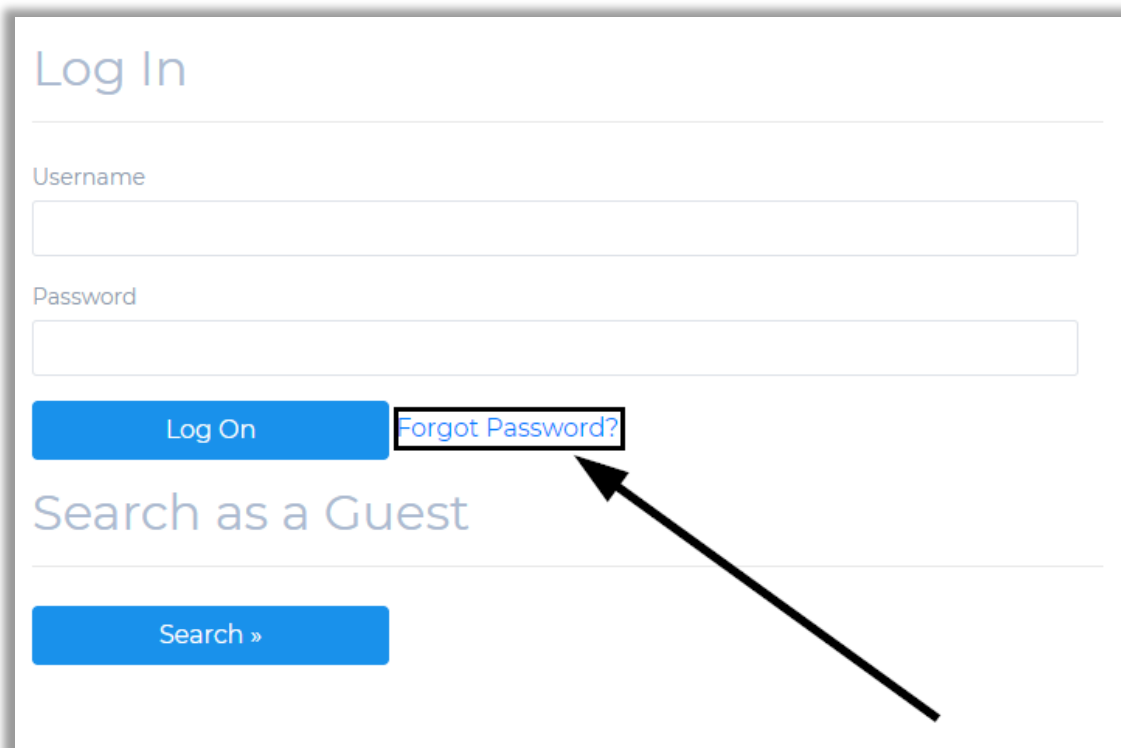 Log In
Username
Password
Log On Forgot Password?
Search as a Guest
Search »